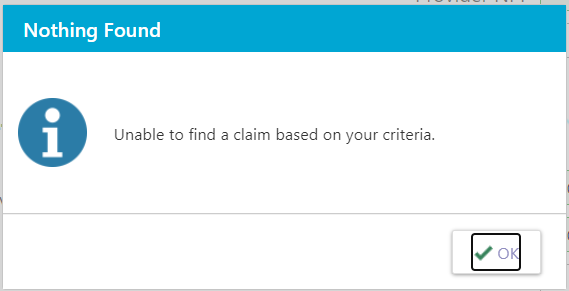 Nothing Found
Unable to find a claim based on your criteria.
OK